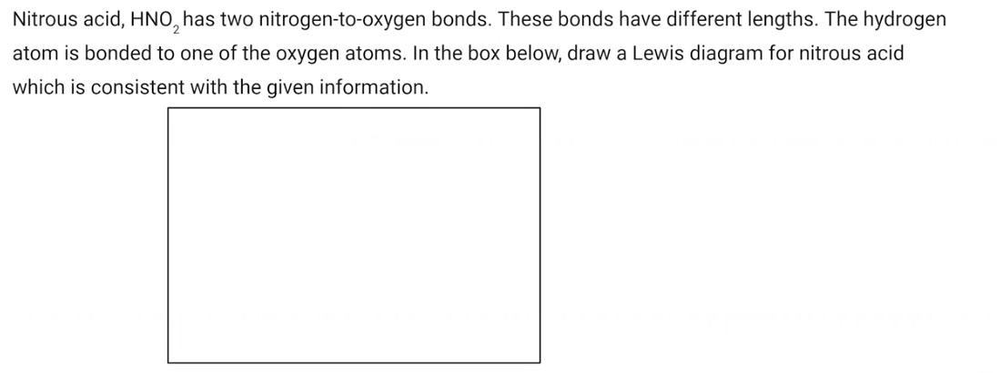 Nitrous acid, HNO₂ has two nitrogen-to-oxygen bonds. These bonds have different lengths. The hydrogen
atom is bonded to one of the oxygen atoms. In the box below, draw a Lewis diagram for nitrous acid
which is consistent with the given information.